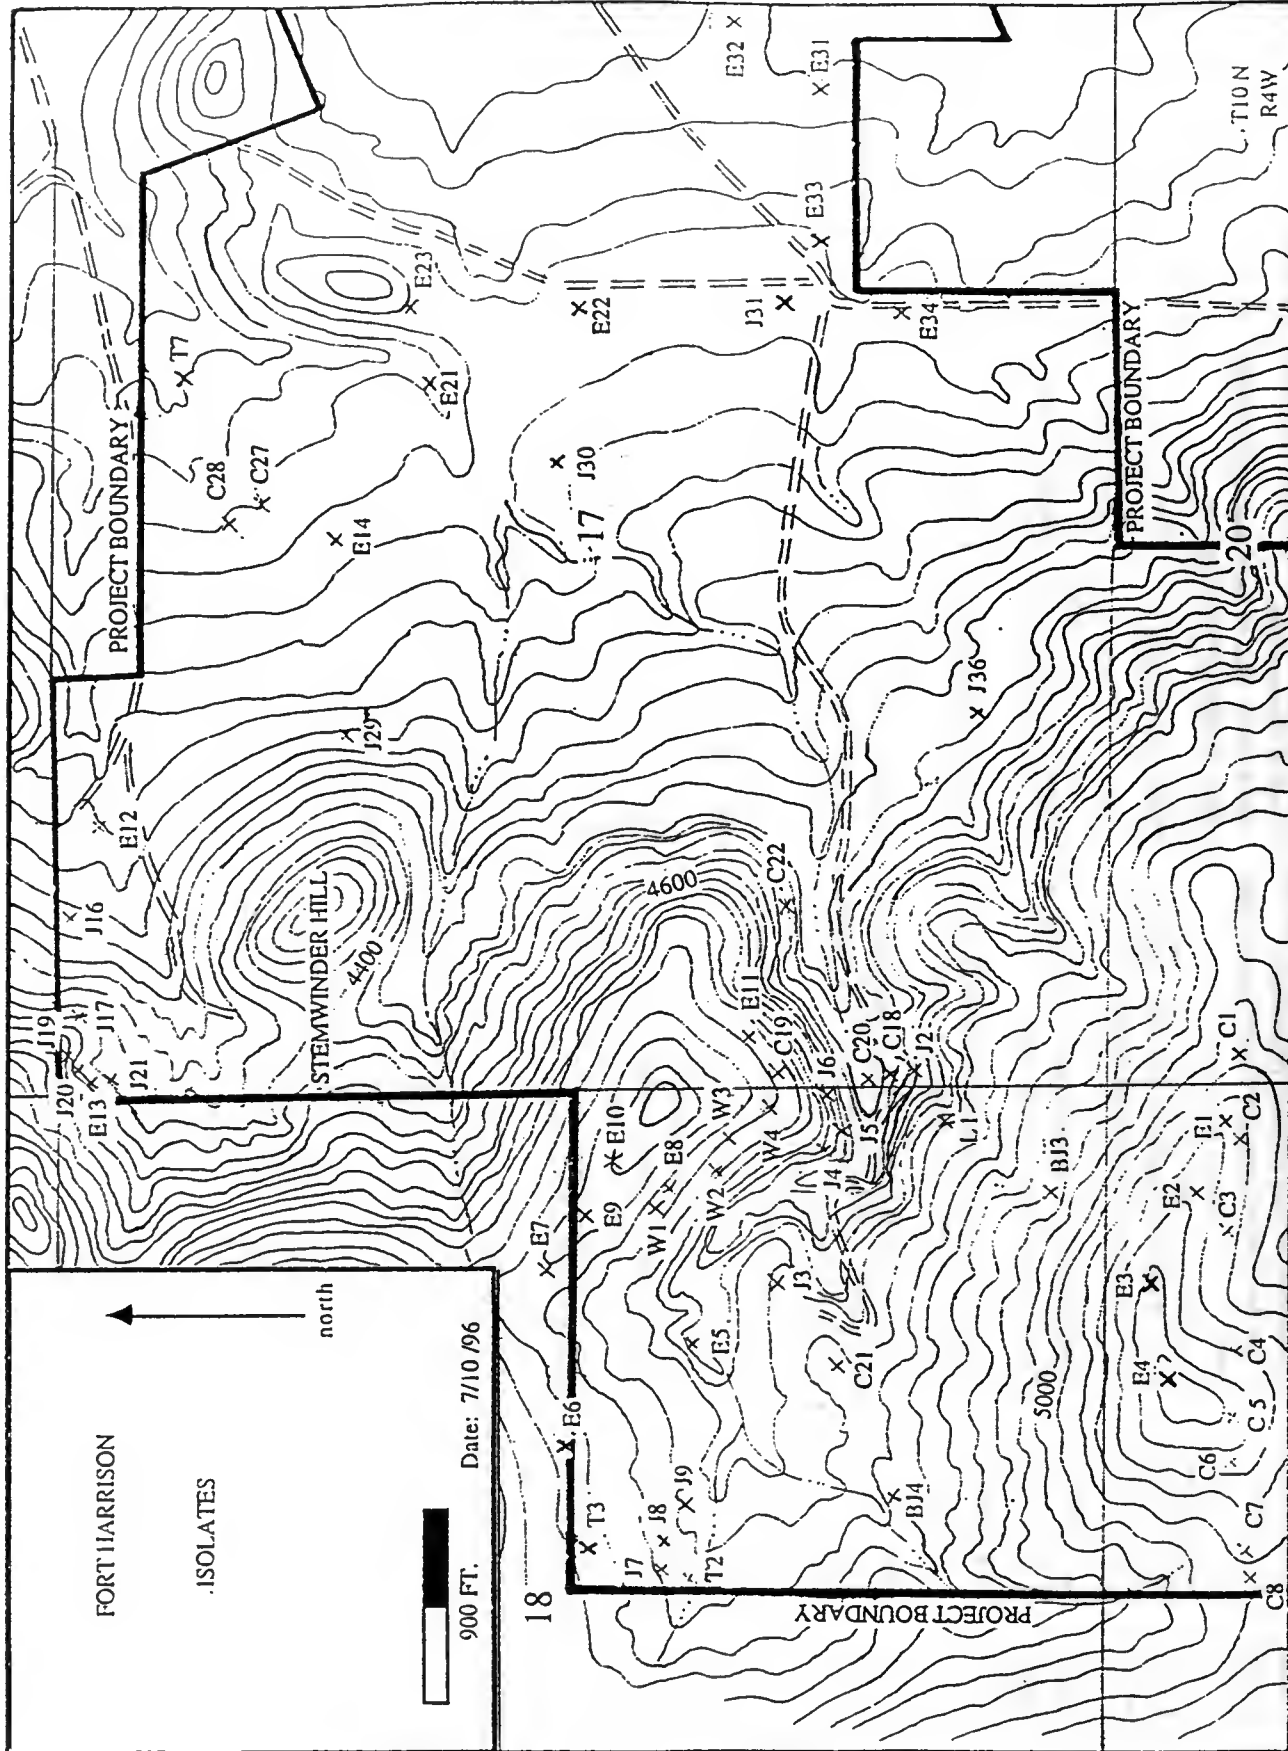 FORT HARRISON
ISOLATES
900 FT.
Date: 7/10/96
north
18
PROJECT BOUNDARY
PROJECT BOUNDARY
PROJECT BOUNDARY
STEMWINDER HILL
4400
4600
5000
17
20
T10N
R4W
J19
J20
E13
J17
J21
J16
E12
J29
C28
C27
T7
E14
E21
E23
E22
J30
J31
E32
E31
E33
E34
J36
E7
E9
E10
E8
W1
W2
W3
W4
E11
C19
C22
J6
C20
C18
J2
J5
J4
L1
J3
E5
C21
E6
T3
J7
J8
J9
T2
BJ4
BJ3
E1
C1
C2
E2
C3
E3
E4
?
C4
C5
C6
C7
C8